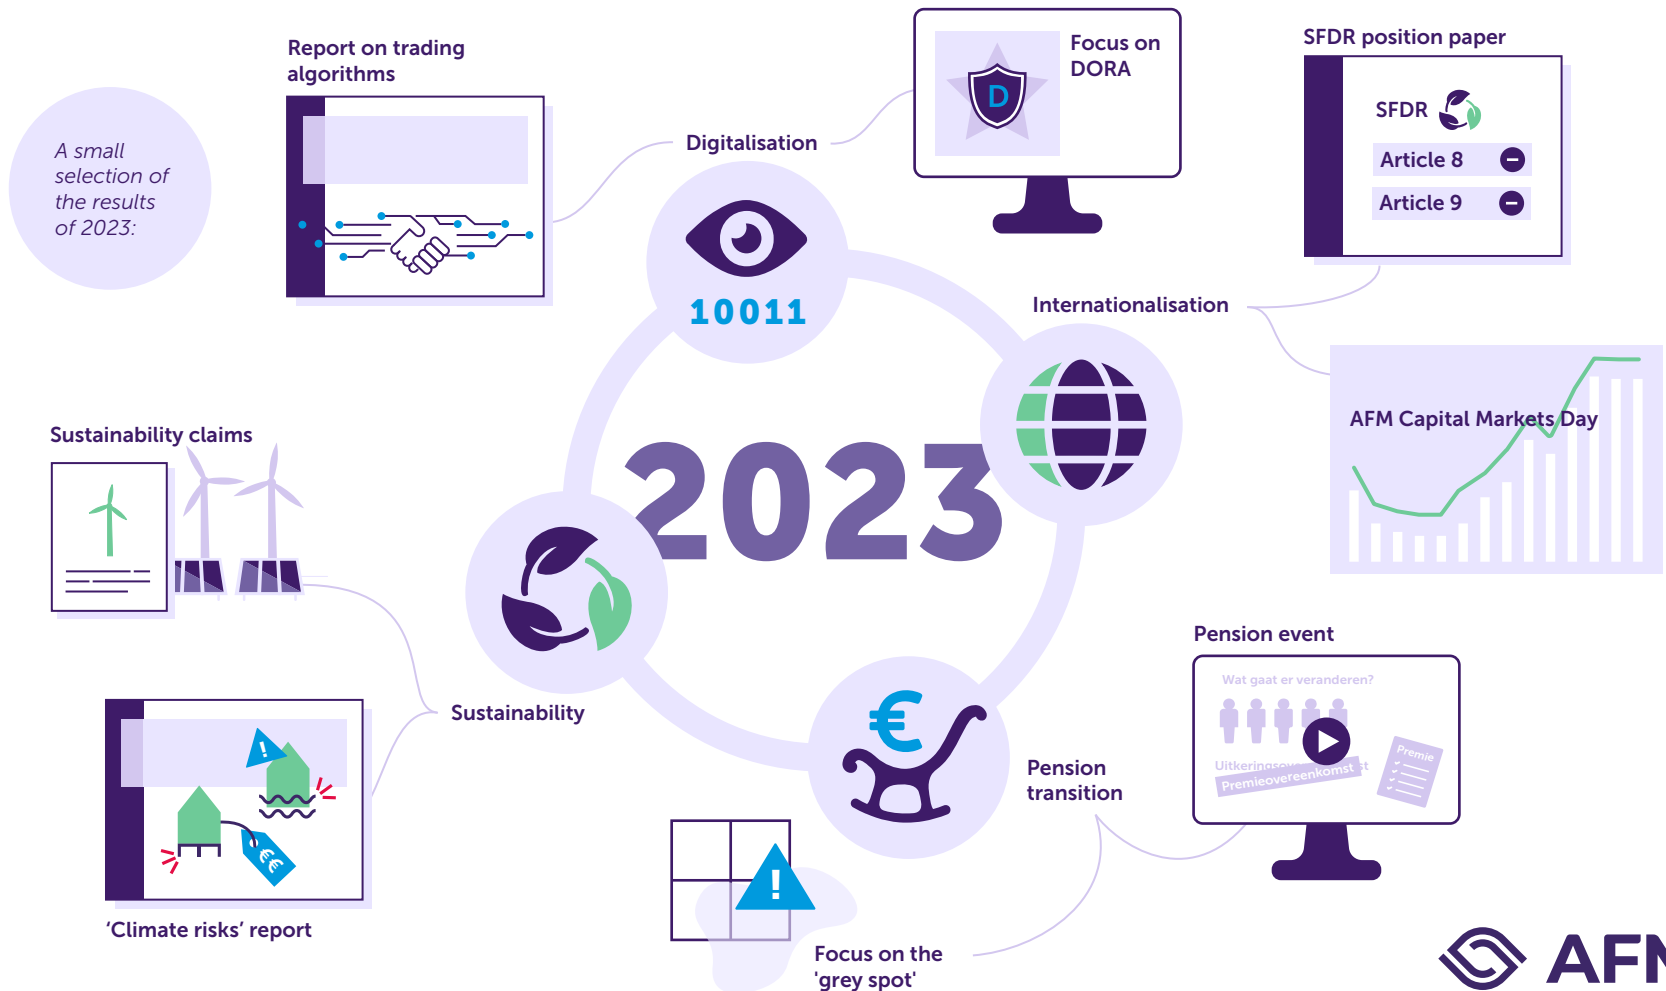 A small
selection of
the results
of 2023:
Report on trading
algorithms
Digitalisation
10011
D
Focus on
DORA
SFDR position paper
SFDR
Article 8
Article 9
Internationalisation
AFM Capital Markets Day
2023
Sustainability claims
Sustainability
!
€€
'Climate risks' report
€
Pension
transition
!
Focus on the
'grey spot'
Pension event
Wat gaat er veranderen?
Premieovereenkomst
Premie
AFM